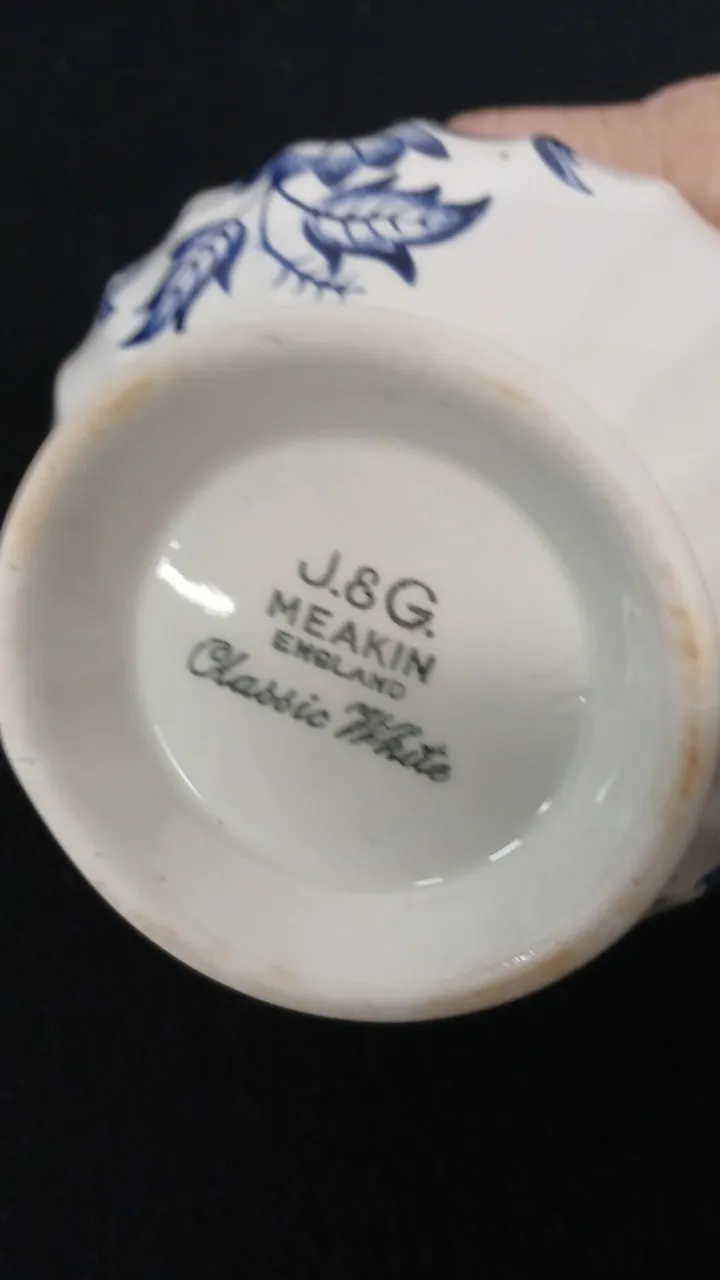 J.&G.
MEAKIN
ENGLAND
Classic White